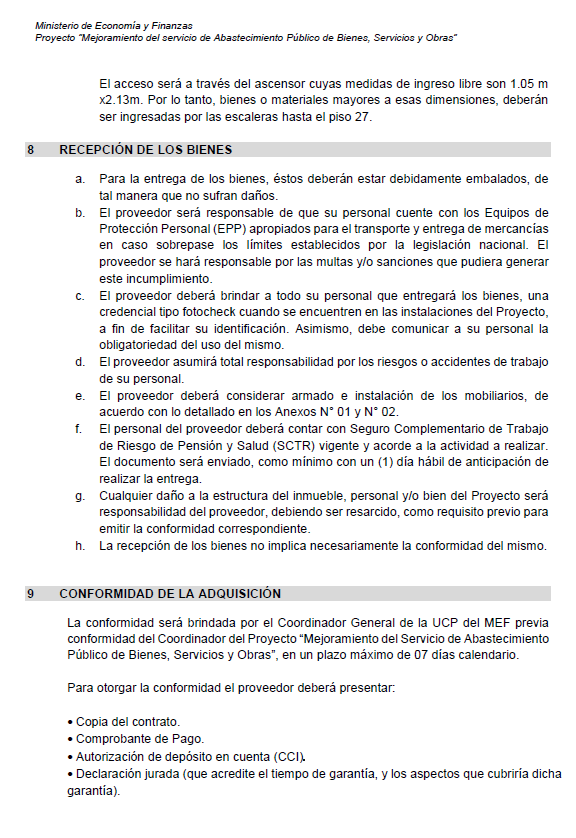 Ministerio de Economía y Finanzas
Proyecto "Mejoramiento del servicio de Abastecimiento Público de Bienes, Servicios y Obras"
El acceso será a través del ascensor cuyas medidas de ingreso libre son 1.05 m
x2.13m. Por lo tanto, bienes o materiales mayores a esas dimensiones, deberán
ser ingresadas por las escaleras hasta el piso 27.
8 RECEPCIÓN DE LOS BIENES
a. Para la entrega de los bienes, éstos deberán estar debidamente embalados, de
tal manera que no sufran daños.
b. El proveedor será responsable de que su personal cuente con los Equipos de
Protección Personal (EPP) apropiados para el transporte y entrega de mercancías
en caso sobrepase los límites establecidos por la legislación nacional. El
proveedor se hará responsable por las multas y/o sanciones que pudiera generar
este incumplimiento.
c. El proveedor deberá brindar a todo su personal que entregará los bienes, una
credencial tipo fotocheck cuando se encuentren en las instalaciones del Proyecto,
a fin de facilitar su identificación. Asimismo, debe comunicar a su personal la
obligatoriedad del uso del mismo.
d. El proveedor asumirá total responsabilidad por los riesgos o accidentes de trabajo
de su personal.
e. El proveedor deberá considerar armado e instalación de los mobiliarios, de
acuerdo con lo detallado en los Anexos N° 01 y N° 02.
f. El personal del proveedor deberá contar con Seguro Complementario de Trabajo
de Riesgo de Pensión y Salud (SCTR) vigente y acorde a la actividad a realizar.
El documento será enviado, como mínimo con un (1) día hábil de anticipación de
realizar la entrega.
g. Cualquier daño a la estructura del inmueble, personal y/o bien del Proyecto será
responsabilidad del proveedor, debiendo ser resarcido, como requisito previo para
emitir la conformidad correspondiente.
h. La recepción de los bienes no implica necesariamente la conformidad del mismo.
9 CONFORMIDAD DE LA ADQUISICIÓN
La conformidad será brindada por el Coordinador General de la UCP del MEF previa
conformidad del Coordinador del Proyecto "Mejoramiento del Servicio de Abastecimiento
Público de Bienes, Servicios y Obras", en un plazo máximo de 07 días calendario.
Para otorgar la conformidad el proveedor deberá presentar:
• Copia del contrato.
• Comprobante de Pago.
• Autorización de depósito en cuenta (CCI).
• Declaración jurada (que acredite el tiempo de garantía, y los aspectos que cubriría dicha
garantía).